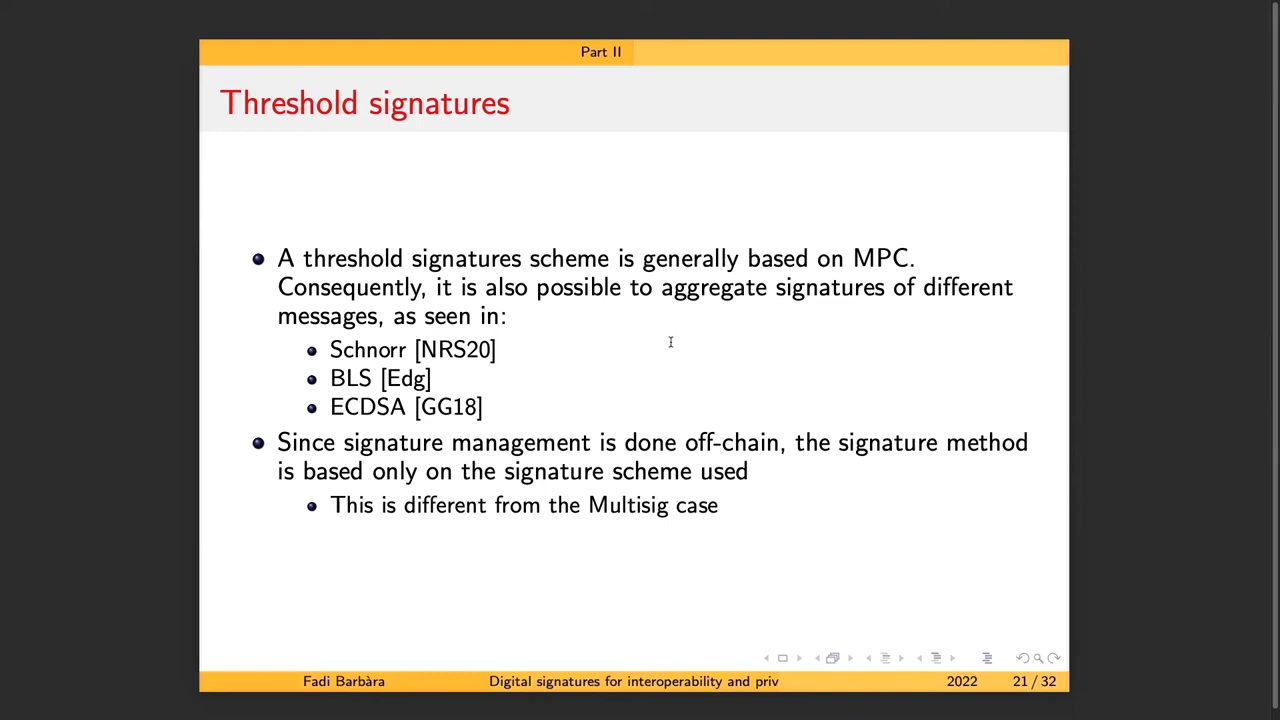 Part II
Threshold signatures
A threshold signatures scheme is generally based on MPC.
Consequently, it is also possible to aggregate signatures of different
messages, as seen in:
Schnorr [NRS20]
BLS [Edg]
ECDSA [GG18]
Since signature management is done off-chain, the signature method
is based only on the signature scheme used
This is different from the Multisig case
Fadi Barbàra Digital signatures for interoperability and priv 2022 21 / 32